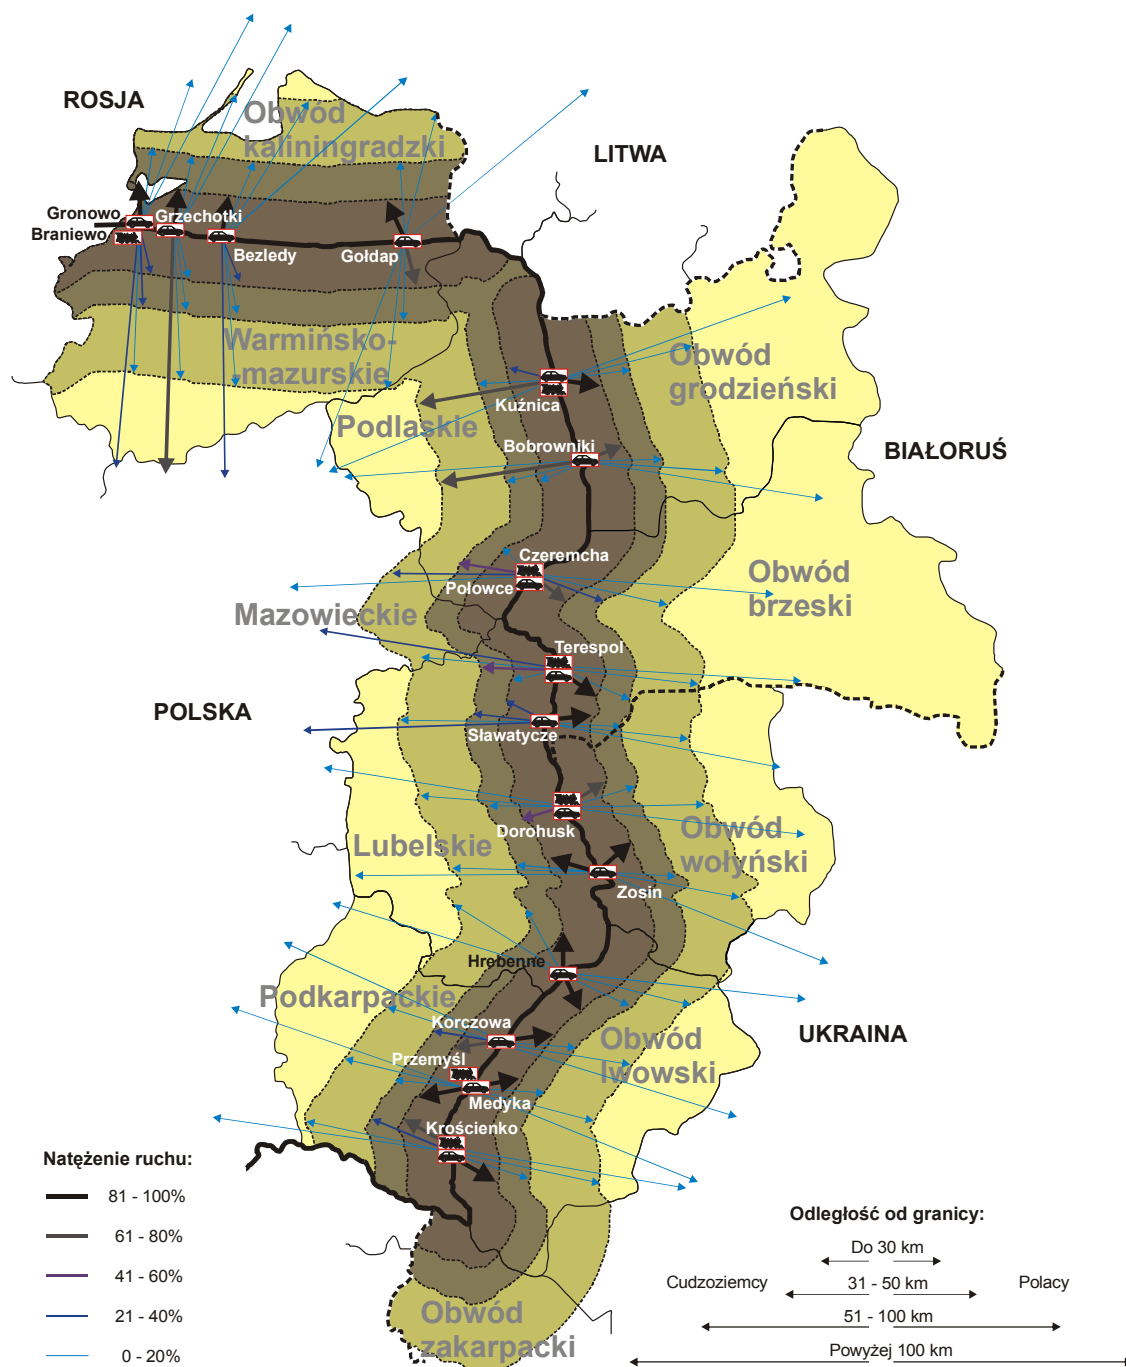 ROSJA
Obwód
kaliningradzki
LITWA
Gronowo
Grzechotki
Braniewo
Bezledy
Gołdap
Warmińsko-
-mazurskie
Obwód
grodzieński
Kuźnica
Podlaskie
Bobrowniki
BIAŁORUŚ
Czeremcha
Połowce
Obwód
brzeski
Mazowieckie
Terespol
POLSKA
Sławatycze
Dorohusk
Lubelskie
Obwód
wołyński
Zosin
Hrebenne
Podkarpackie
Korczowa
Obwód
lwowski
UKRAINA
Przemyśl
Medyka
Krościenko
Natężenie ruchu:
81 - 100%
61 - 80%
41 - 60%
21 - 40%
0 - 20%
Odległość od granicy:
Do 30 km
Cudzoziemcy
31 - 50 km
Polacy
51 - 100 km
Powyżej 100 km
Obwód
zakarpacki